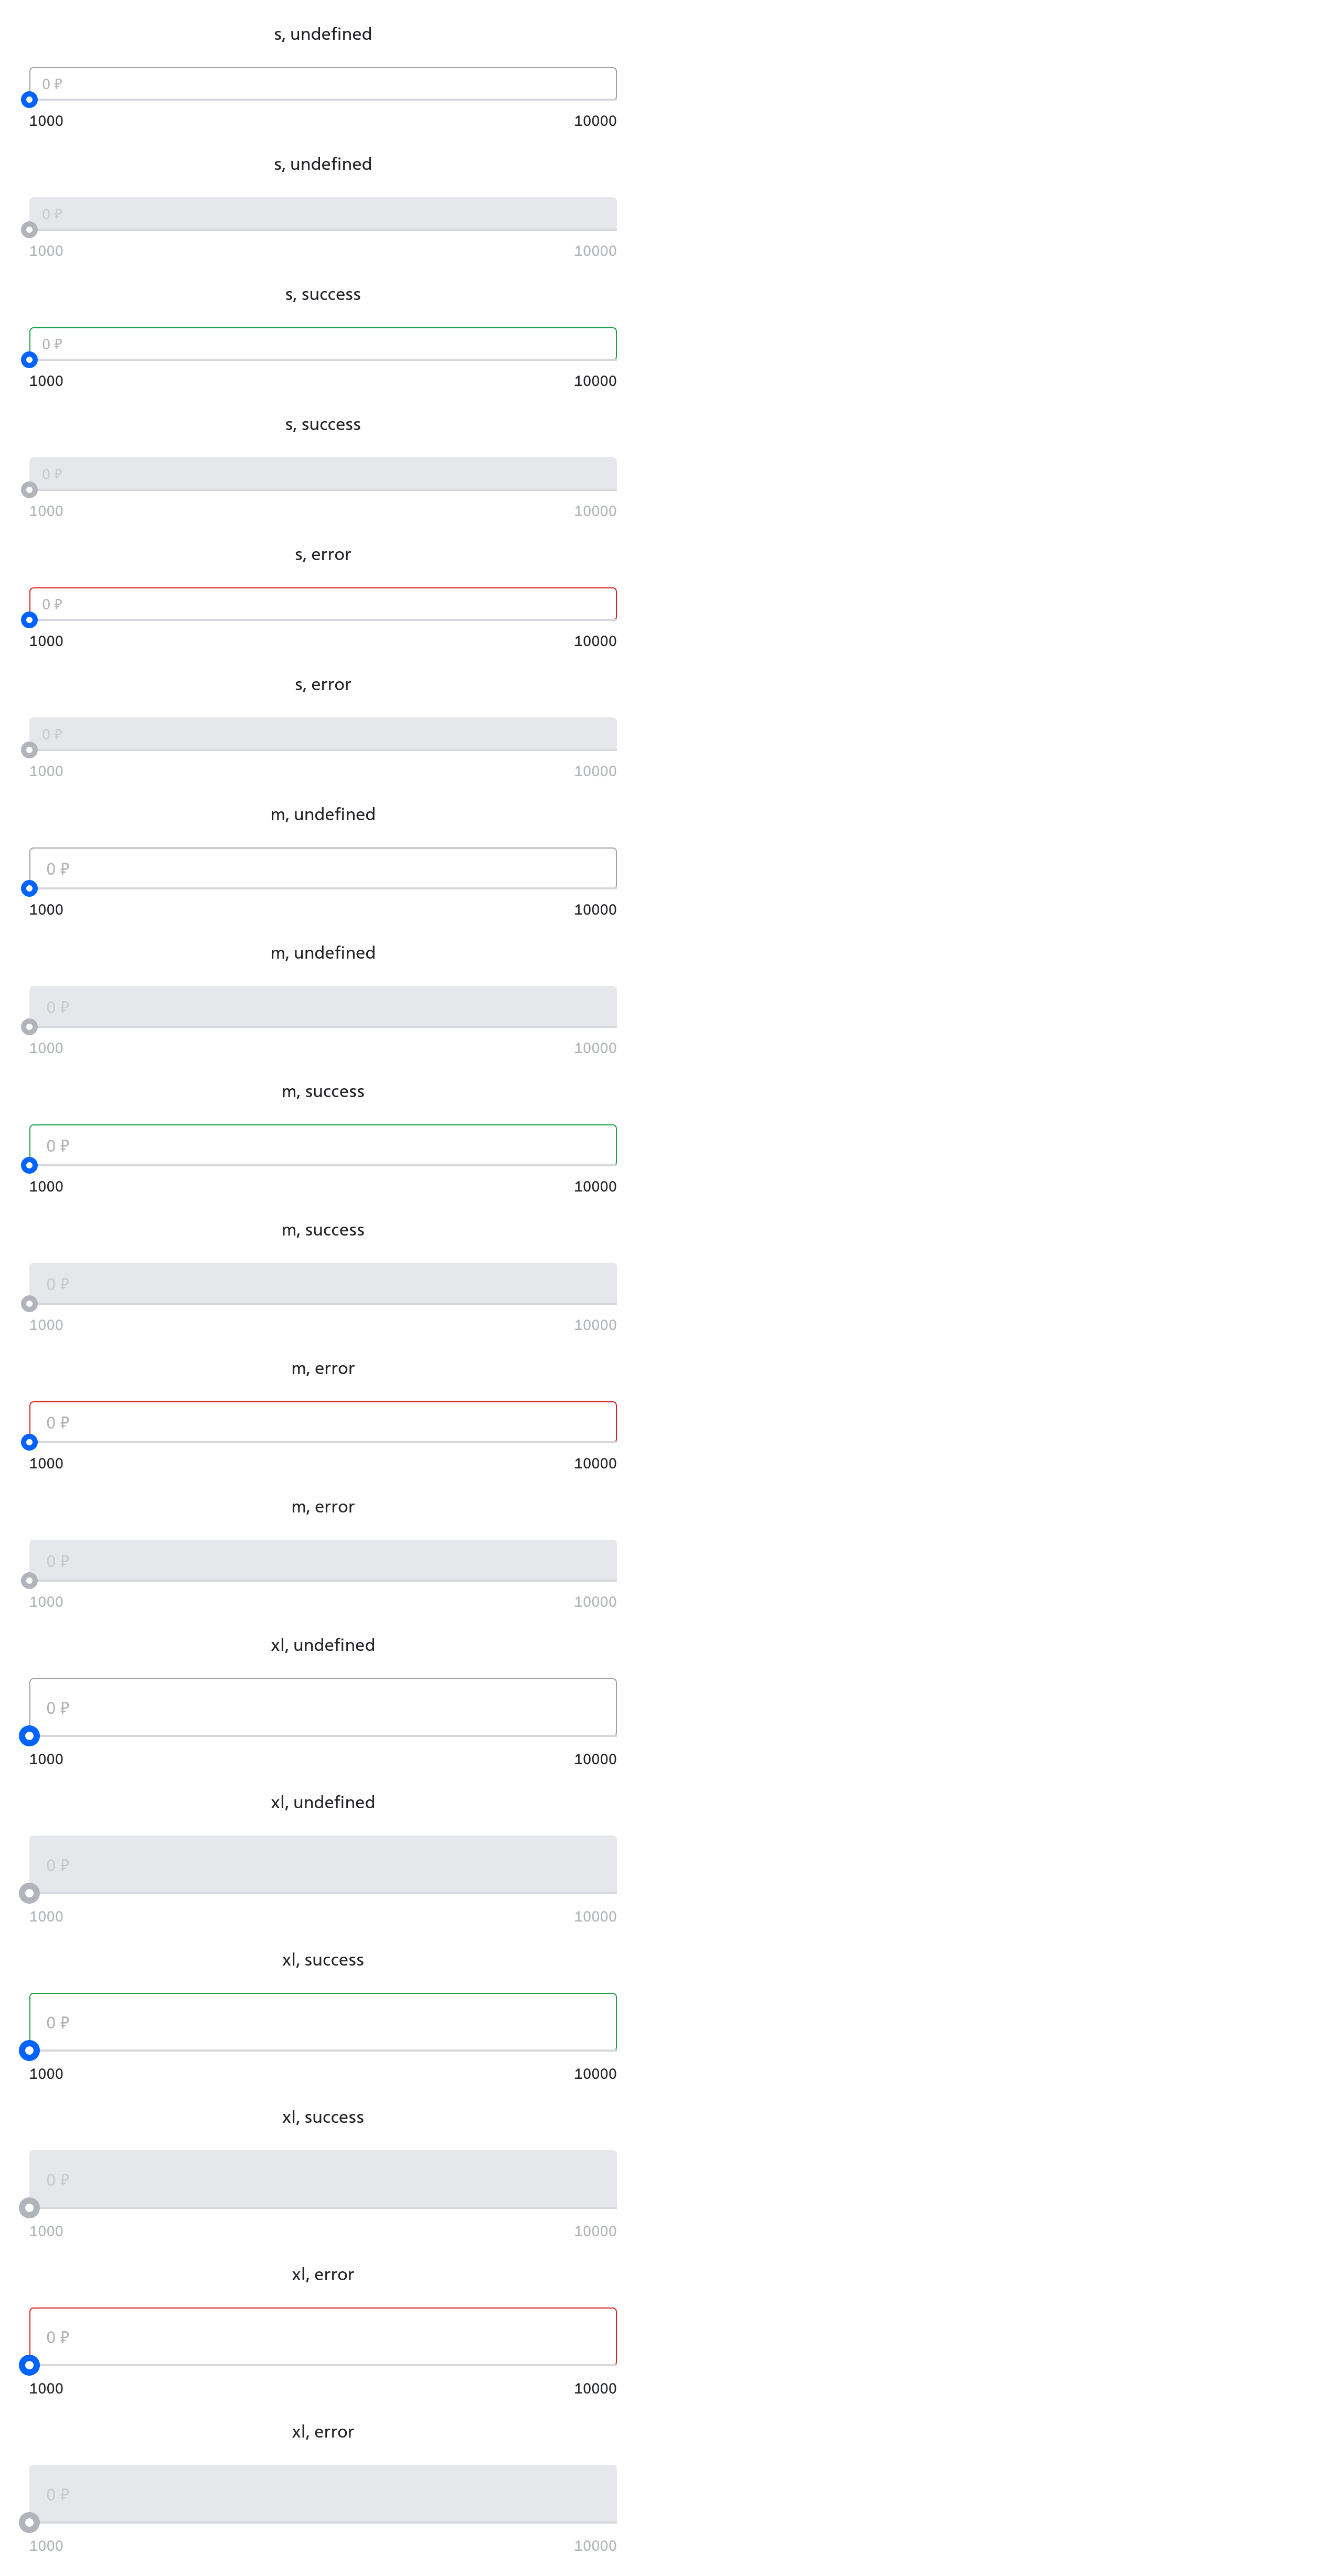 s, undefined
0 ₽
1000 10000
s, undefined
0 ₽
1000 10000
s, success
0 ₽
1000 10000
s, success
0 ₽
1000 10000
s, error
0 ₽
1000 10000
s, error
0 ₽
1000 10000
m, undefined
0 ₽
1000 10000
m, undefined
0 ₽
1000 10000
m, success
0 ₽
1000 10000
m, success
0 ₽
1000 10000
m, error
0 ₽
1000 10000
m, error
0 ₽
1000 10000
xl, undefined
0 ₽
1000 10000
xl, undefined
0 ₽
1000 10000
xl, success
0 ₽
1000 10000
xl, success
0 ₽
1000 10000
xl, error
0 ₽
1000 10000
xl, error
0 ₽
1000 10000